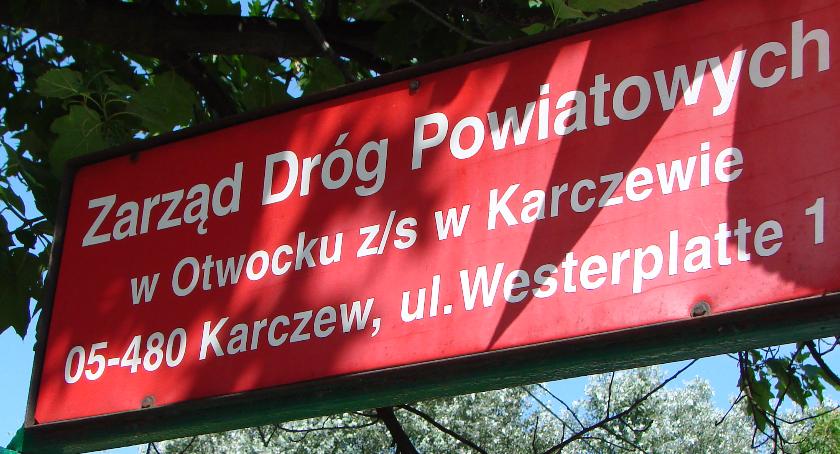 Zarząd Dróg Powiatowych
w Otwocku z/s w Karczewie
05-480 Karczew, ul.Westerplatte 1